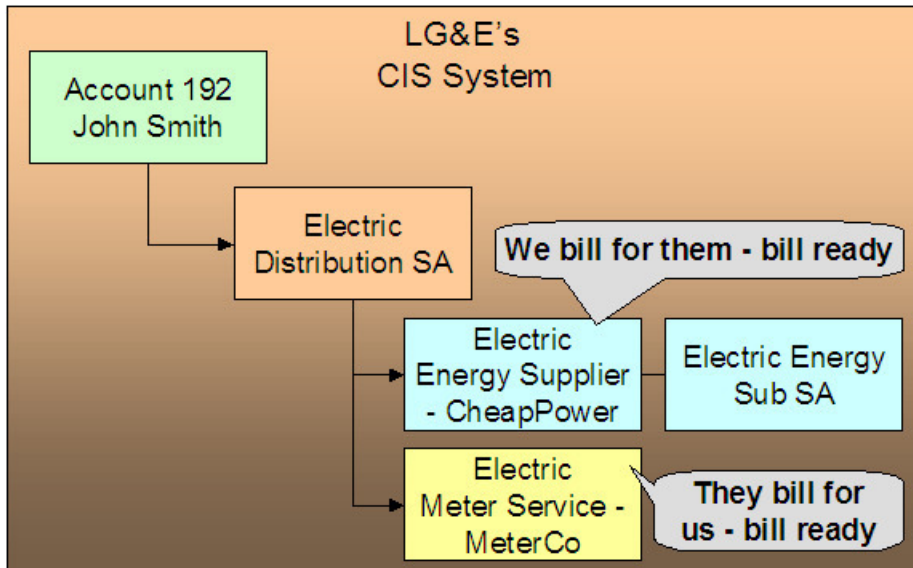 LG&E's
CIS System
Account 192
John Smith
Electric
Distribution SA
We bill for them - bill ready
Electric
Energy Supplier
- CheapPower
Electric Energy
Sub SA
Electric
Meter Service -
MeterCo
They bill for
us - bill ready